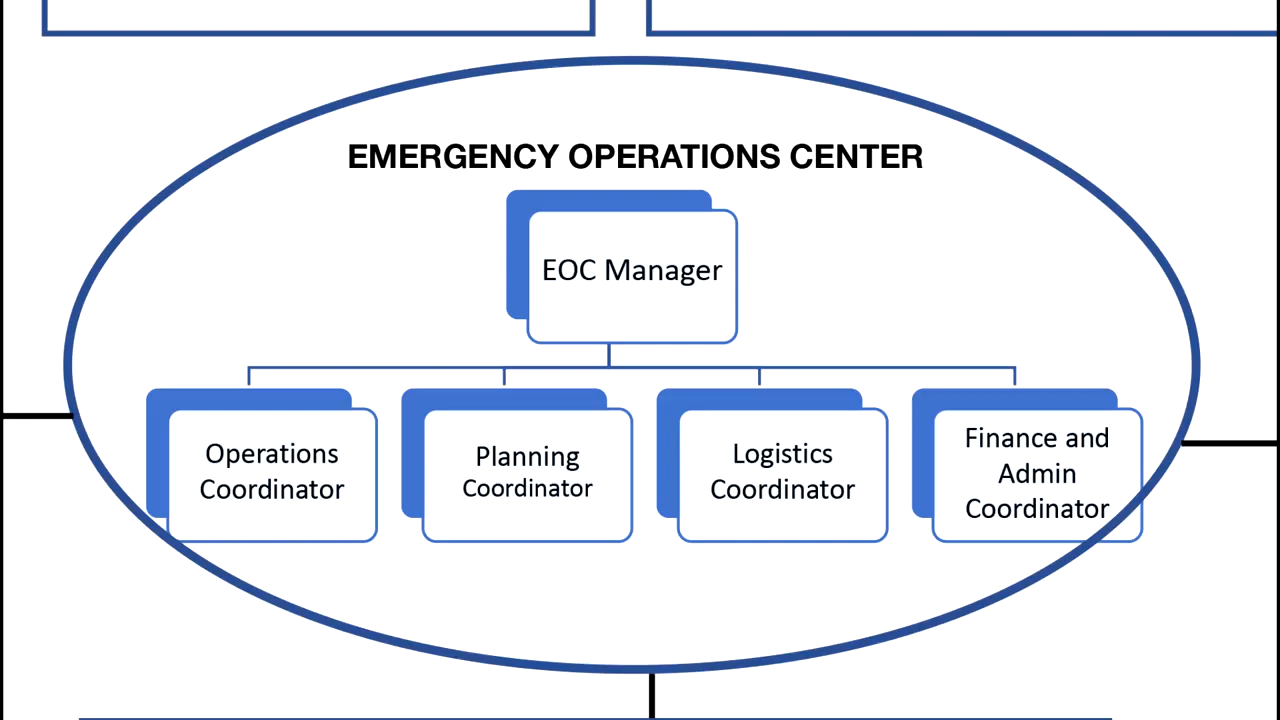 EMERGENCY OPERATIONS CENTER
EOC Manager
Operations
Coordinator
Planning
Coordinator
Logistics
Coordinator
Finance and
Admin
Coordinator